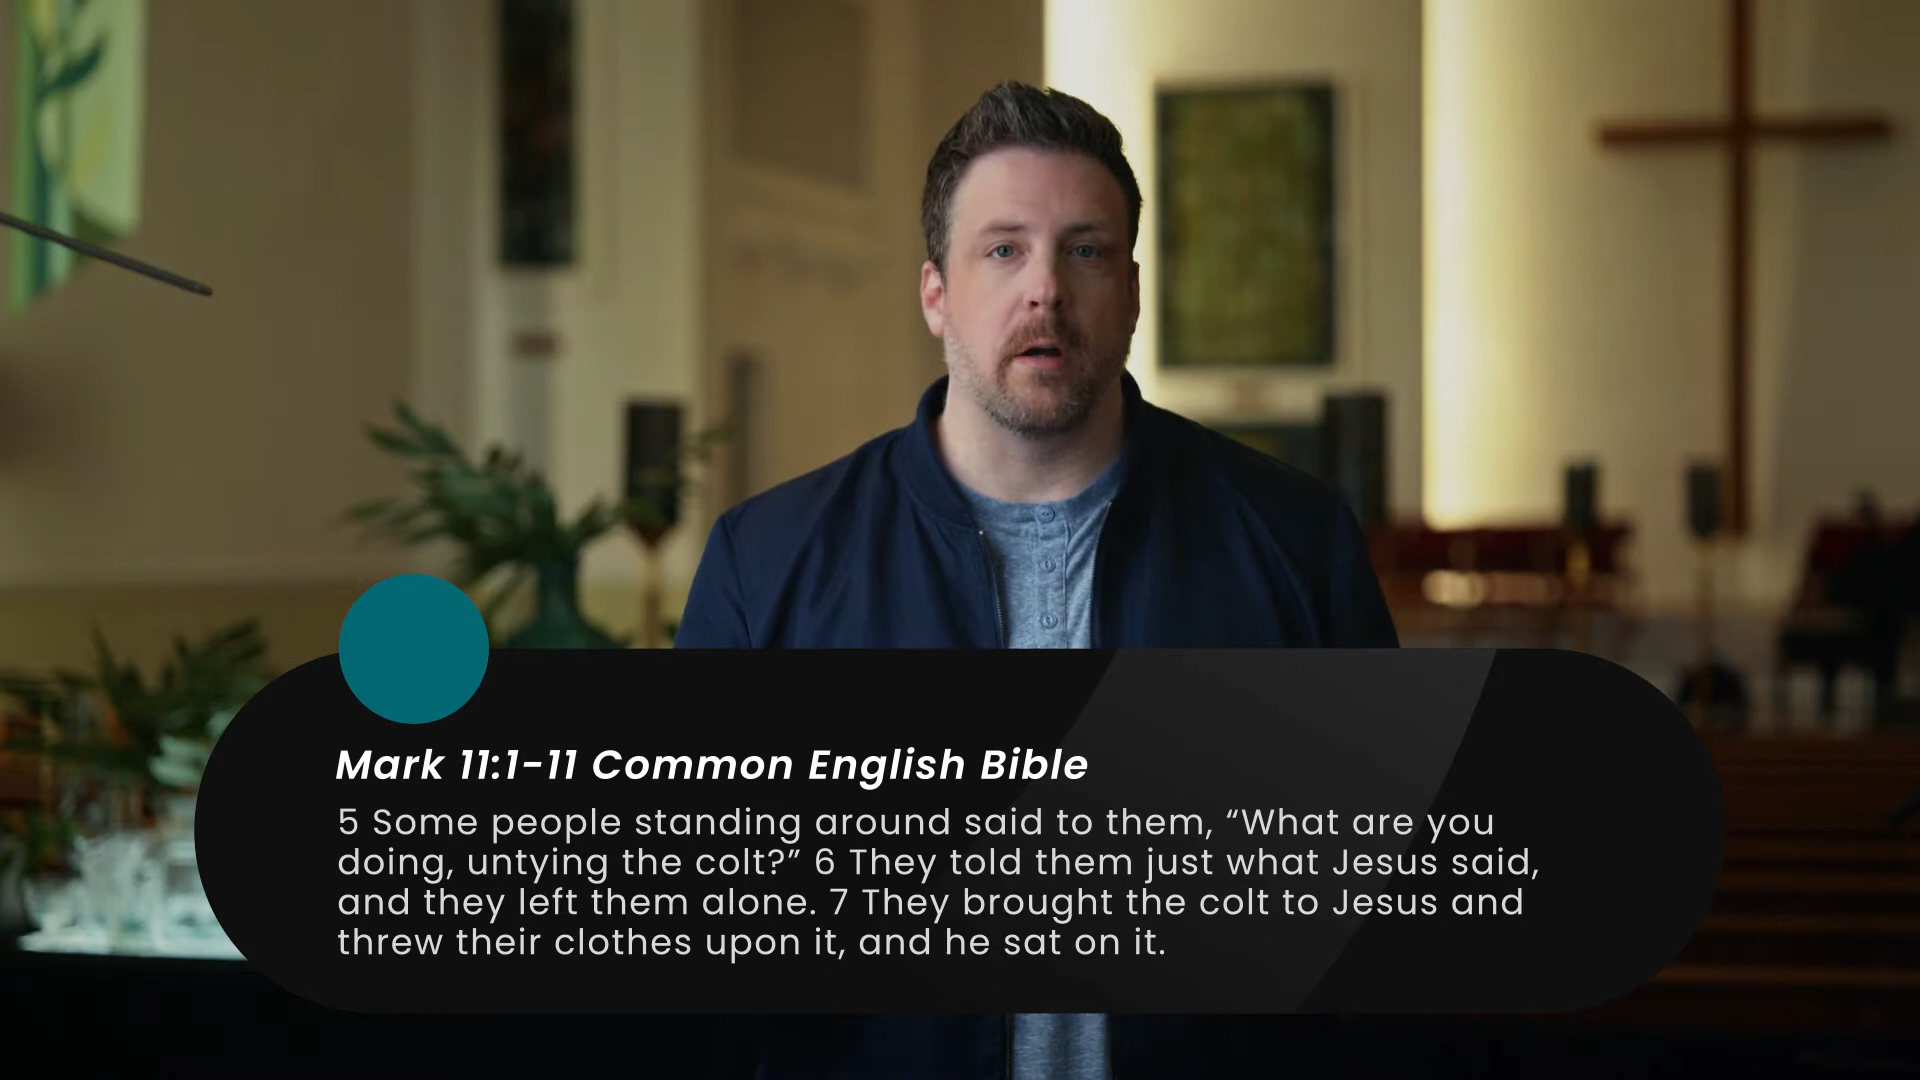 Mark 11:1-11 Common English Bible
5 Some people standing around said to them, “What are you
doing, untying the colt?” 6 They told them just what Jesus said,
and they left them alone. 7 They brought the colt to Jesus and
threw their clothes upon it, and he sat on it.